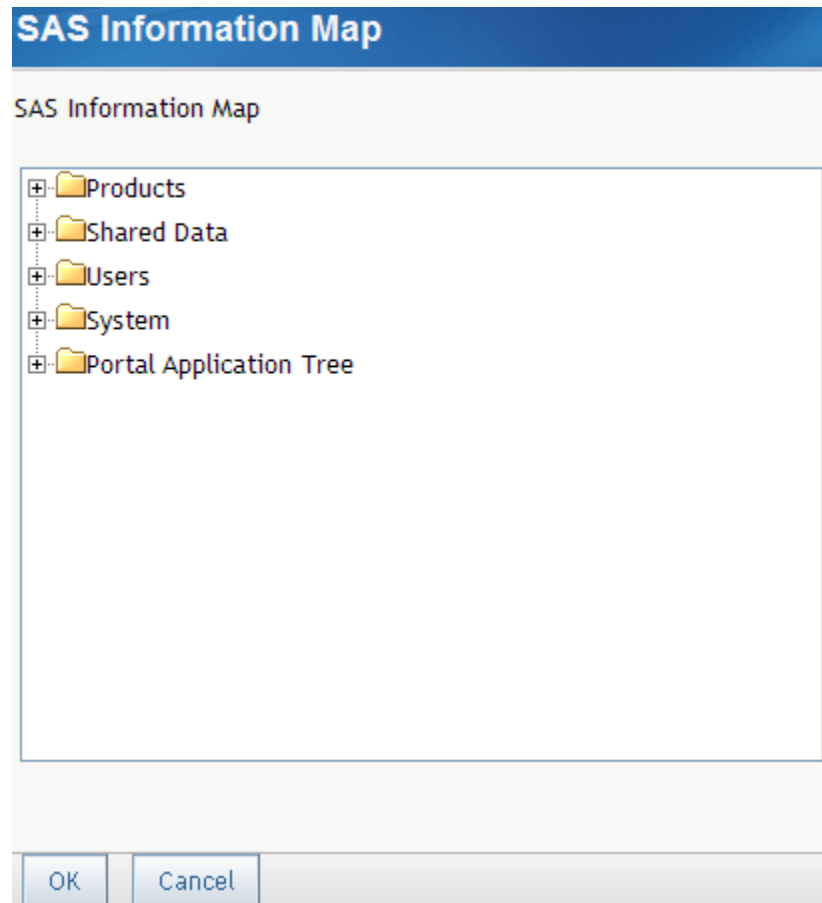 SAS Information Map
SAS Information Map
Products
Shared Data
Users
System
Portal Application Tree
OK Cancel